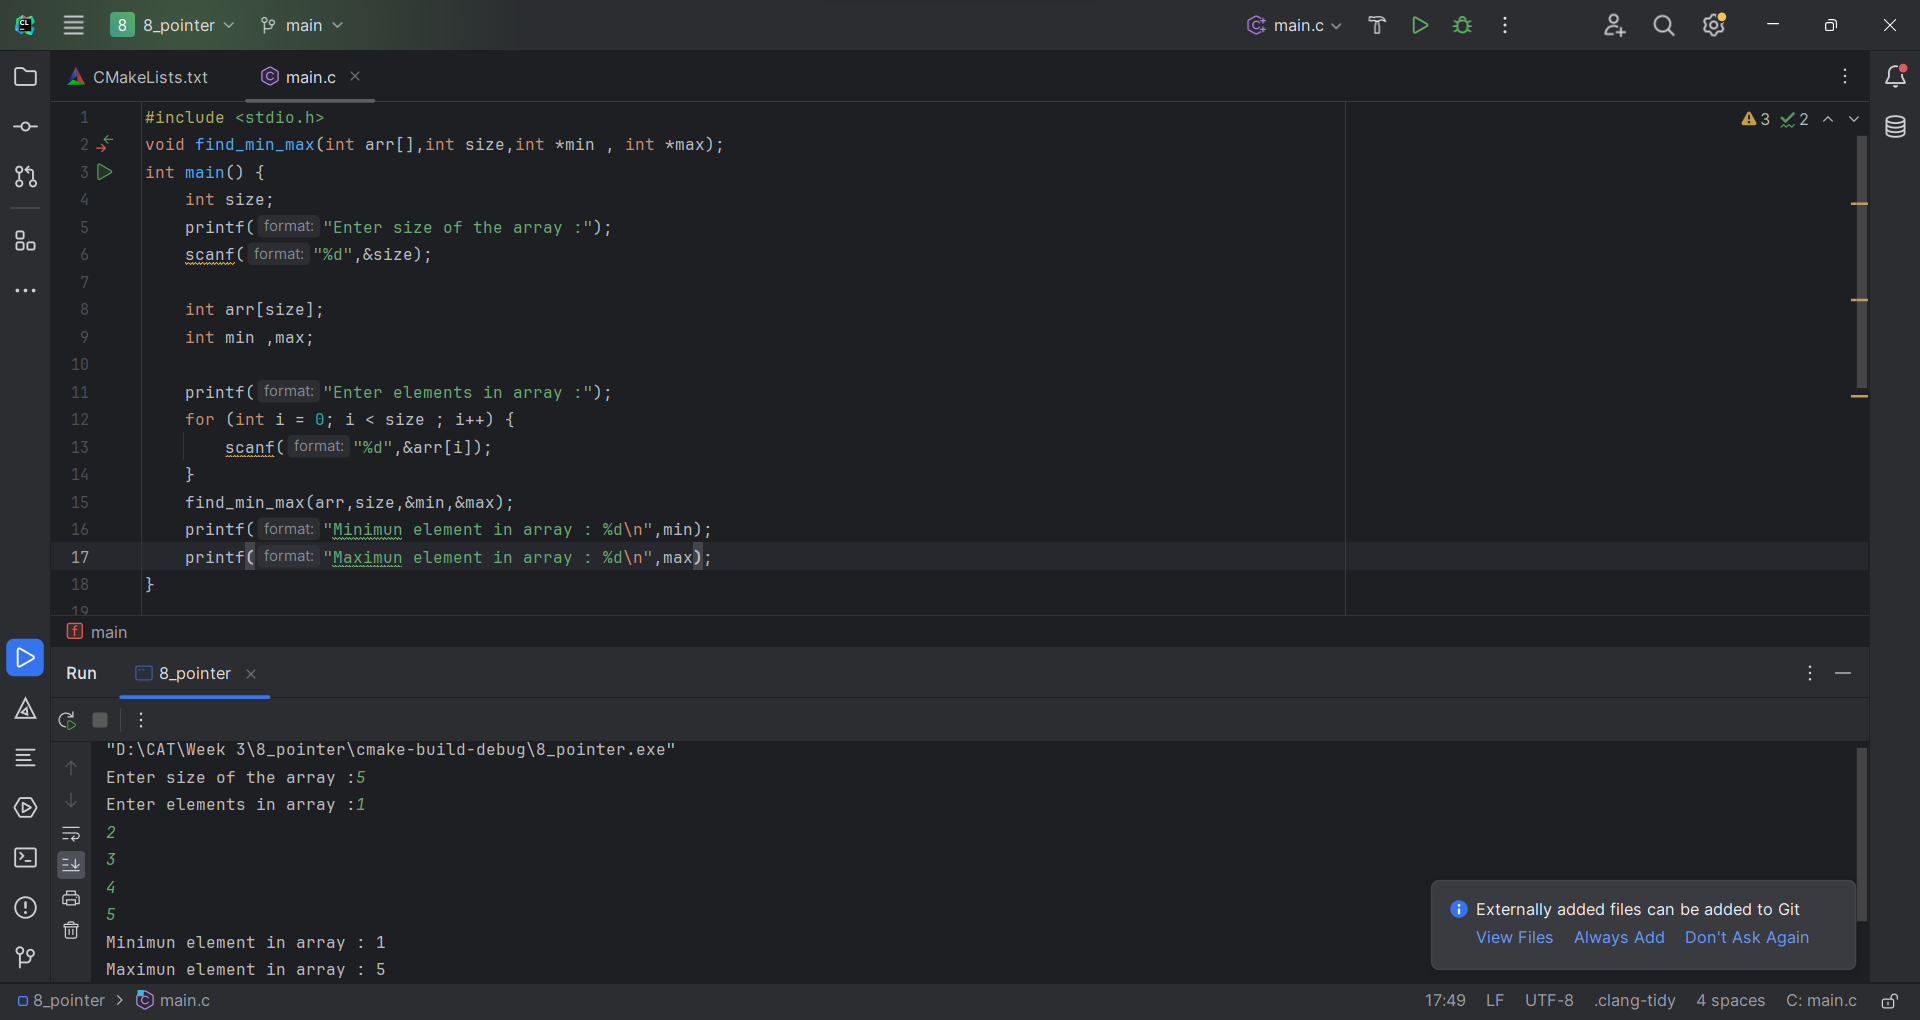 8 8_pointer main main.c
CMakeLists.txt main.c
3 2
1 #include <stdio.h>
2 void find_min_max(int arr[],int size,int *min , int *max);
3 int main() {
4 int size;
5 printf( format: "Enter size of the array :");
6 scanf( format: "%d",&size);
7
8 int arr[size];
9 int min ,max;
10
11 printf( format: "Enter elements in array :");
12 for (int i = 0; i < size ; i++) {
13 scanf( format: "%d",&arr[i]);
14 }
15 find_min_max(arr,size,&min,&max);
16 printf( format: "Minimun element in array : %d\n",min);
17 printf( format: "Maximun element in array : %d\n",max);
18 }
19
f main
Run 8_pointer
"D:\CAT\Week 3\8_pointer\cmake-build-debug\8_pointer.exe"
Enter size of the array :5
Enter elements in array :1
2
3
4
5
Minimun element in array : 1
Maximun element in array : 5
Externally added files can be added to Git
View Files Always Add Don't Ask Again
8_pointer > main.c 17:49 LF UTF-8 .clang-tidy 4 spaces C: main.c